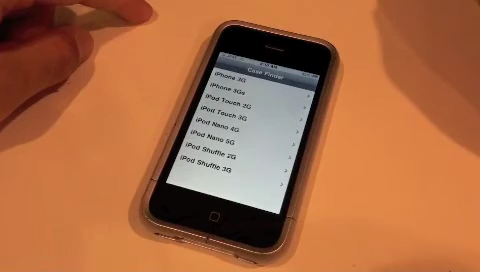 Case Finder
iPhone 3G
iPhone 3Gs
iPod Touch 2G
iPod Touch 3G
iPod Nano 4G
iPod Nano 5G
iPod Shuffle 2G
iPod Shuffle 3G